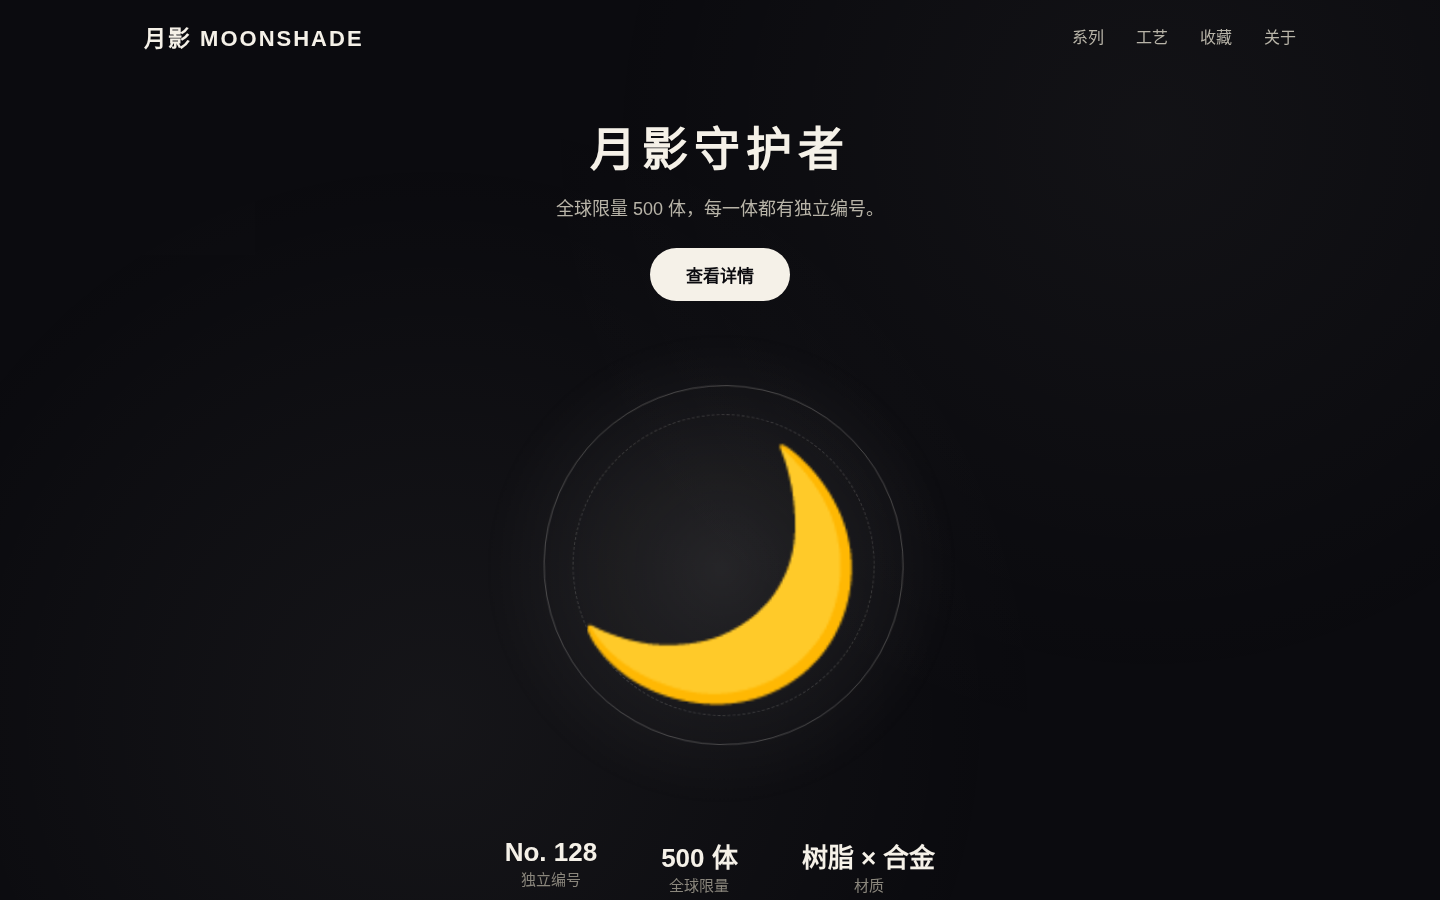 月影 MOONSHADE
系列 工艺 收藏 关于
月影守护者
全球限量 500 体，每一体都有独立编号。
查看详情
No. 128
独立编号
500 体
全球限量
树脂 × 合金
材质